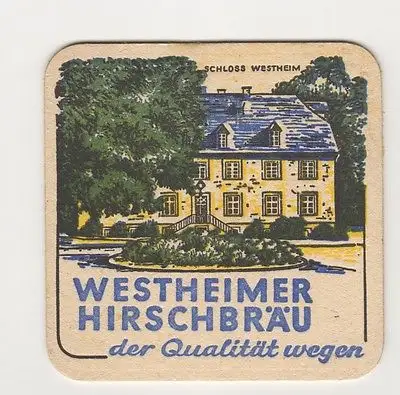 SCHLOSS WESTHEIM
WESTHEIMER
HIRSCHBRÄU
der Qualität wegen